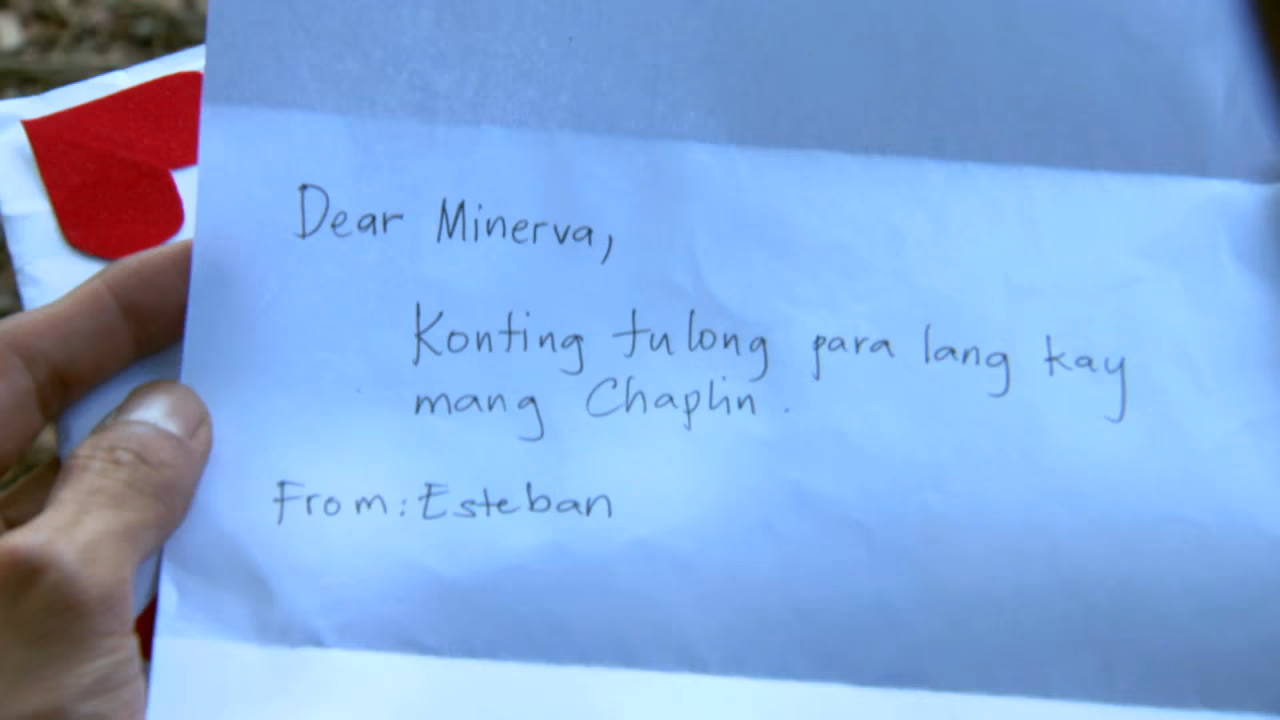 Dear Minerva,
Konting tulong para lang kay
mang Chaplin.
From: Esteban